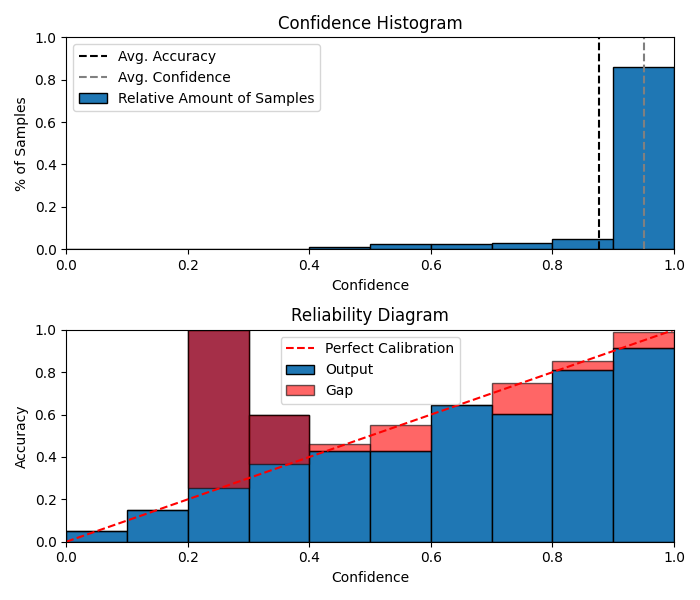 Confidence Histogram
1.0
0.8
0.6
0.4
0.2
0.0
% of Samples
Avg. Accuracy
Avg. Confidence
Relative Amount of Samples
0.0 0.2 0.4 0.6 0.8 1.0
Confidence
Reliability Diagram
1.0
0.8
0.6
0.4
0.2
0.0
Accuracy
Perfect Calibration
Output
Gap
0.0 0.2 0.4 0.6 0.8 1.0
Confidence